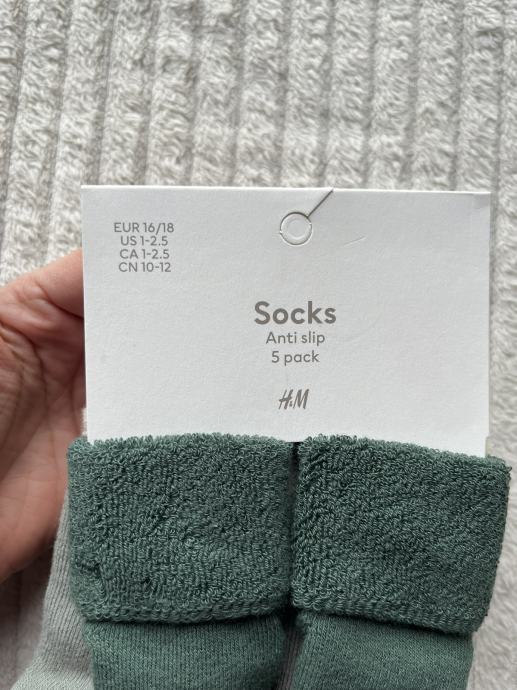 EUR 16/18
US 1-2.5
CA 1-2.5
CN 10-12
Socks
Anti slip
5 pack
H&M